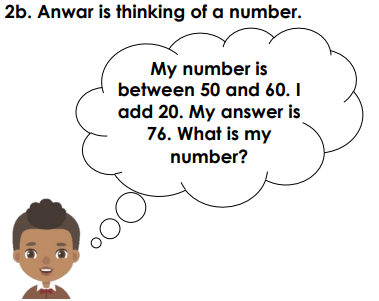 2b. Anwar is thinking of a number.
My number is
between 50 and 60. I
add 20. My answer is
76. What is my
number?